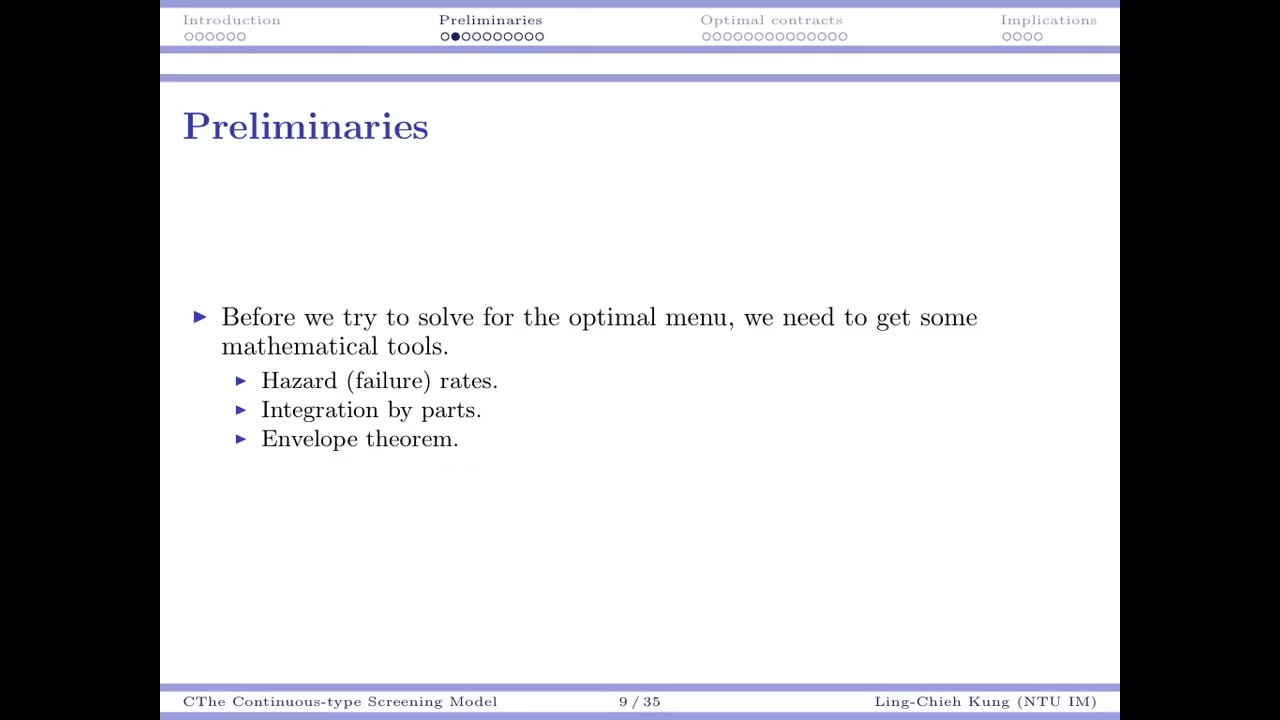 Introduction Preliminaries Optimal contracts Implications
Preliminaries
Before we try to solve for the optimal menu, we need to get some
mathematical tools.
Hazard (failure) rates.
Integration by parts.
Envelope theorem.
CThe Continuous-type Screening Model 9 / 35 Ling-Chieh Kung (NTU IM)